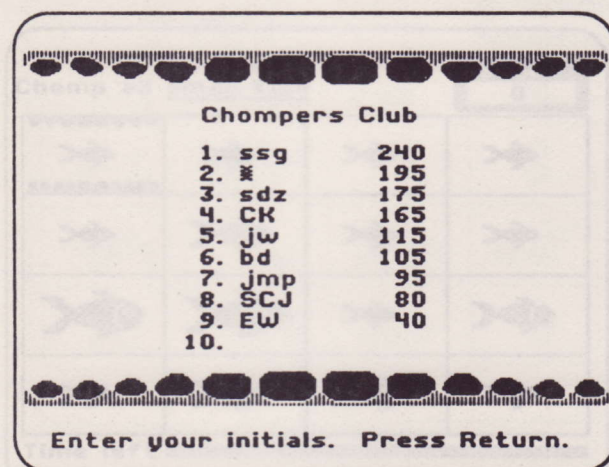 Chompers Club
1. ssg 240
2. * 195
3. sdz 175
4. CK 165
5. jw 115
6. bd 105
7. jmp 95
8. SCJ 80
9. EW 40
10.
Enter your initials. Press Return.